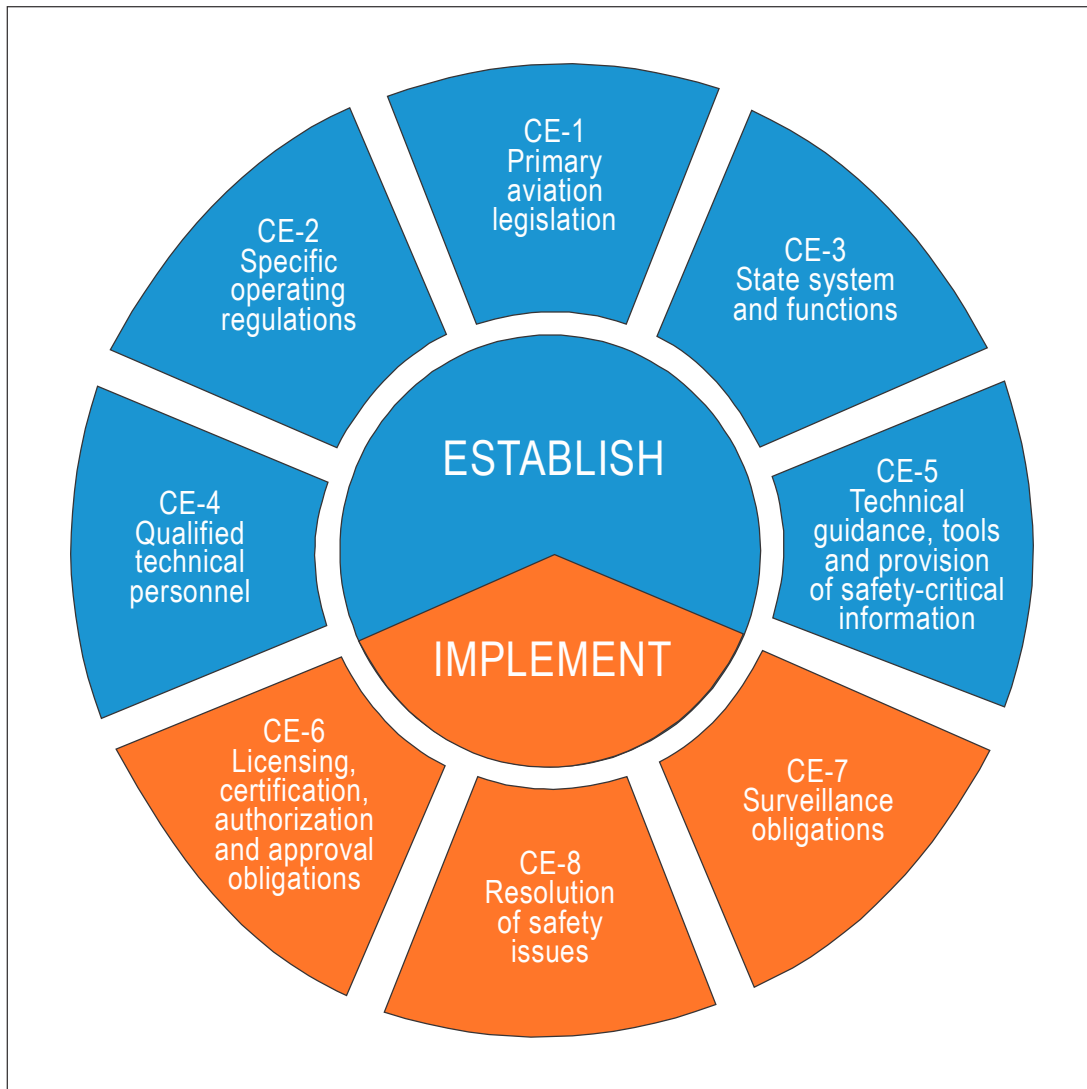 CE-1
Primary
aviation
legislation
CE-2
Specific
operating
regulations
CE-3
State system
and functions
CE-4
Qualified
technical
personnel
ESTABLISH
CE-5
Technical
guidance, tools
and provision
of safety-critical
information
IMPLEMENT
CE-6
Licensing,
certification,
authorization
and approval
obligations
CE-7
Surveillance
obligations
CE-8
Resolution
of safety
issues